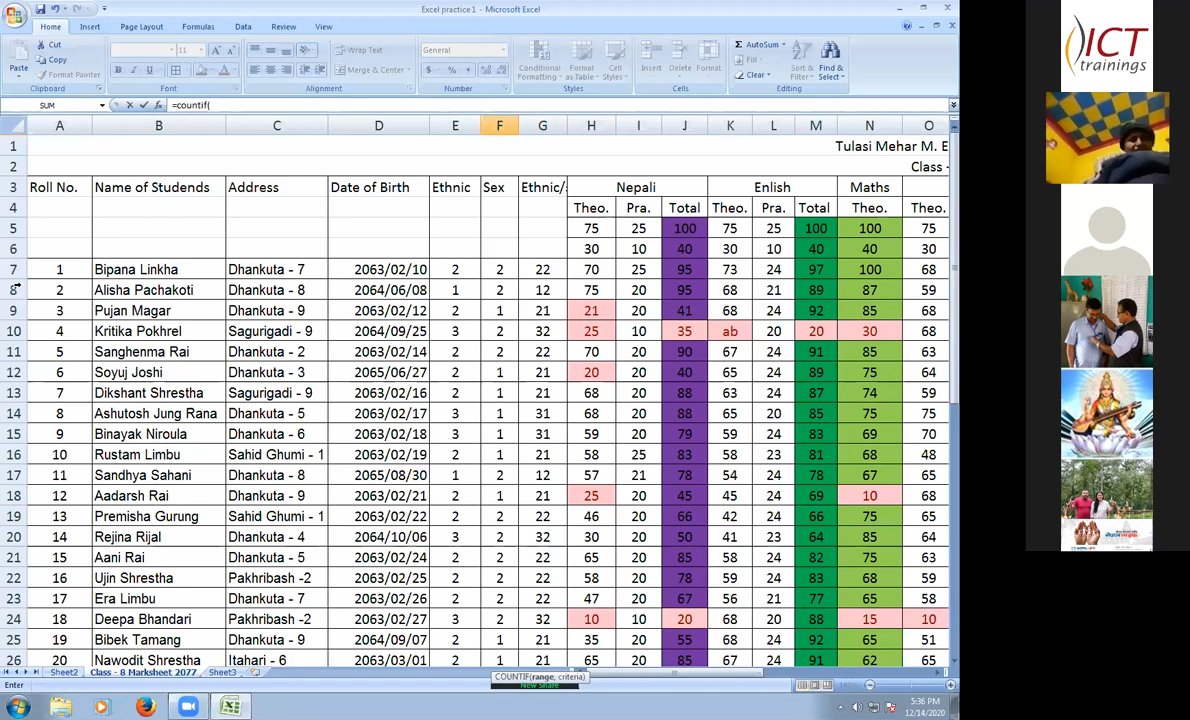 Excel practice 1 - Microsoft Excel
Home Insert Page Layout Formulas Data Review View
Paste Cut Copy Format Painter Clipboard
11 Font
Wrap Text Merge & Center Alignment
General $ % , Number
Conditional Formatting Format as Table Cell Styles Styles
Insert Delete Format Cells
Σ AutoSum Fill Clear Sort & Filter Find & Select Editing
SUM fx =countif(
A B C D E F G H I J K L M N O
1 Tulasi Mehar M. E
2 Class -
3 Roll No. Name of Studends Address Date of Birth Ethnic Sex Ethnic/s Nepali Enlish Maths
4 Theo. Pra. Total Theo. Pra. Total Theo. Theo.
5 75 25 100 75 25 100 100 75
6 30 10 40 30 10 40 40 30
7 1 Bipana Linkha Dhankuta - 7 2063/02/10 2 2 22 70 25 95 73 24 97 100 68
8 2 Alisha Pachakoti Dhankuta - 8 2064/06/08 1 2 12 75 20 95 68 21 89 87 59
9 3 Pujan Magar Dhankuta - 9 2063/02/12 2 1 21 21 20 41 68 24 92 85 68
10 4 Kritika Pokhrel Sagurigadi - 9 2064/09/25 3 2 32 25 10 35 ab 20 20 30 68
11 5 Sanghenma Rai Dhankuta - 2 2063/02/14 2 2 22 70 20 90 67 24 91 85 63
12 6 Soyuj Joshi Dhankuta - 3 2065/06/27 2 1 21 20 20 40 65 24 89 75 64
13 7 Dikshant Shrestha Sagurigadi - 9 2063/02/16 2 1 21 68 20 88 63 24 87 74 59
14 8 Ashutosh Jung Rana Dhankuta - 5 2063/02/17 3 1 31 68 20 88 65 20 85 75 75
15 9 Binayak Niroula Dhankuta - 6 2063/02/18 3 1 31 59 20 79 59 24 83 69 70
16 10 Rustam Limbu Sahid Ghumi - 1 2063/02/19 2 1 21 58 25 83 58 23 81 68 48
17 11 Sandhya Sahani Dhankuta - 8 2065/08/30 1 2 12 57 21 78 54 24 78 67 65
18 12 Aadarsh Rai Dhankuta - 9 2063/02/21 2 1 21 25 20 45 45 24 69 10 68
19 13 Premisha Gurung Sahid Ghumi - 1 2063/02/22 2 2 22 46 20 66 42 24 66 75 65
20 14 Rejina Rijal Dhankuta - 4 2064/10/06 3 2 32 30 20 50 41 23 64 85 64
21 15 Aani Rai Dhankuta - 5 2063/02/24 2 2 22 65 20 85 58 24 82 75 63
22 16 Ujin Shrestha Pakhribash -2 2063/02/25 2 2 22 58 20 78 59 24 83 68 59
23 17 Era Limbu Dhankuta - 7 2063/02/26 2 2 22 47 20 67 56 21 77 65 58
24 18 Deepa Bhandari Pakhribash -2 2063/02/27 3 2 32 10 10 20 68 20 88 15 10
25 19 Bibek Tamang Dhankuta - 9 2064/09/07 2 1 21 35 20 55 68 24 92 65 51
26 20 Nawodit Shrestha Itahari - 6 2063/03/01 2 1 21 65 20 85 67 24 91 62 58
Sheet2 Class - 8 Marksheet 2077 Sheet3
COUNTIF(range, criteria)
Enter New Share
5:36 PM
12/14/2020
ICT
trainings